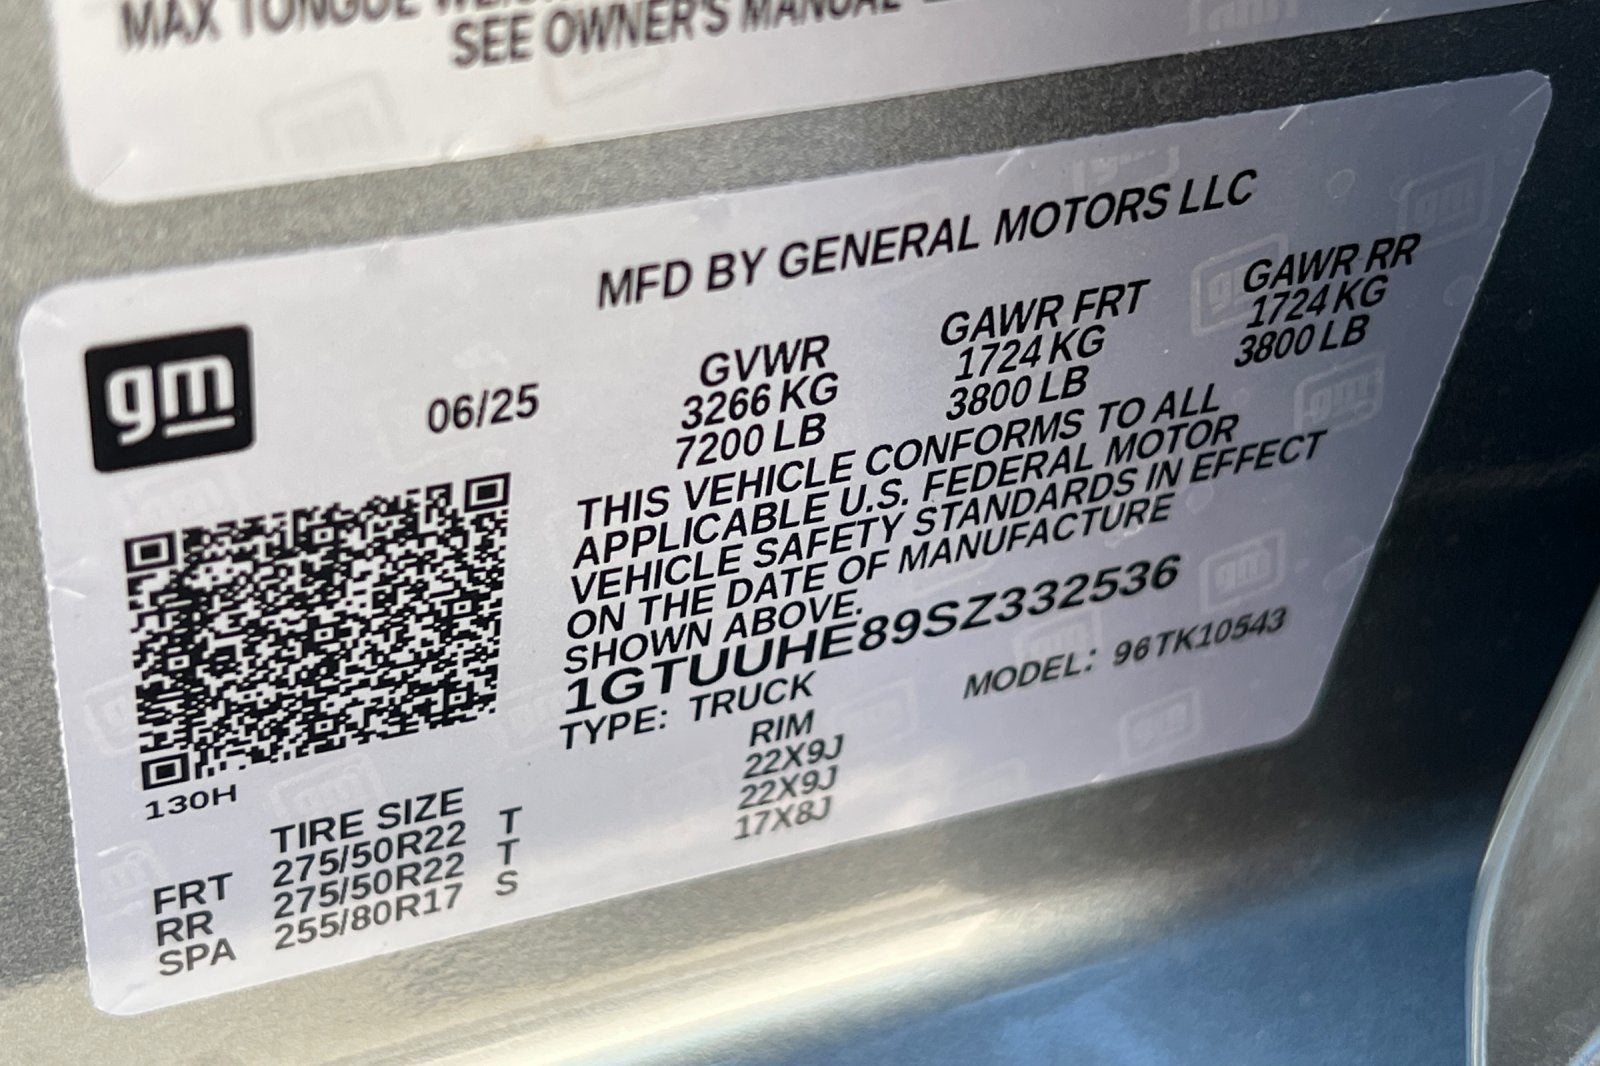 MAX TONGUE
SEE OWNER'S MANUAL
gm
MFD BY GENERAL MOTORS LLC
06/25
GVWR GAWR FRT GAWR RR
3266 KG 1724 KG 1724 KG
7200 LB 3800 LB 3800 LB
THIS VEHICLE CONFORMS TO ALL
APPLICABLE U.S. FEDERAL MOTOR
VEHICLE SAFETY STANDARDS IN EFFECT
ON THE DATE OF MANUFACTURE
SHOWN ABOVE.
1GTUUHE89SZ332536
TYPE: TRUCK MODEL: 96TK10543
130H
TIRE SIZE RIM
FRT 275/50R22 T 22X9J
RR 275/50R22 T 22X9J
SPA 255/80R17 S 17X8J